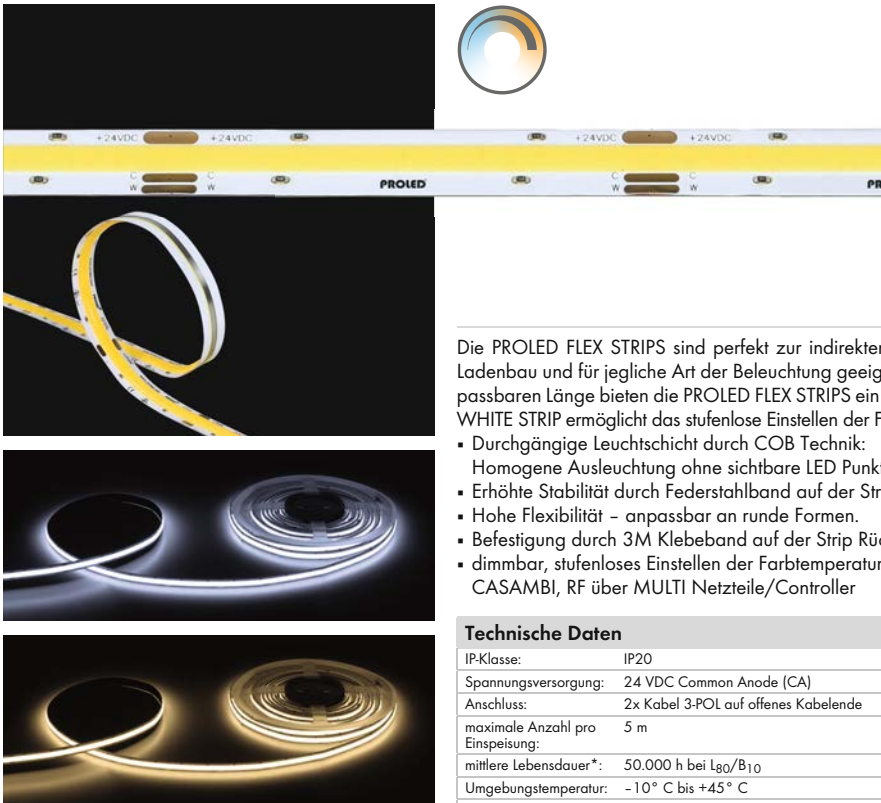 +24VDC +24VDC +24VDC +24VDC
C C C C
W W PROLED W W PR
Die PROLED FLEX STRIPS sind perfekt zur indirekten
Ladenbau und für jegliche Art der Beleuchtung geeig
passbaren Länge bieten die PROLED FLEX STRIPS ein
WHITE STRIP ermöglicht das stufenlose Einstellen der F
▪ Durchgängige Leuchtschicht durch COB Technik:
Homogene Ausleuchtung ohne sichtbare LED Punk
▪ Erhöhte Stabilität durch Federstahlband auf der Str
▪ Hohe Flexibilität – anpassbar an runde Formen.
▪ Befestigung durch 3M Klebeband auf der Strip Rü
▪ dimmbar, stufenloses Einstellen der Farbtemperatur
CASAMBI, RF über MULTI Netzteile/Controller
Technische Daten
IP-Klasse: IP20
Spannungsversorgung: 24 VDC Common Anode (CA)
Anschluss: 2x Kabel 3-POL auf offenes Kabelende
maximale Anzahl pro 5 m
Einspeisung:
mittlere Lebensdauer*: 50.000 h bei L80/B10
Umgebungstemperatur: –10° C bis +45° C